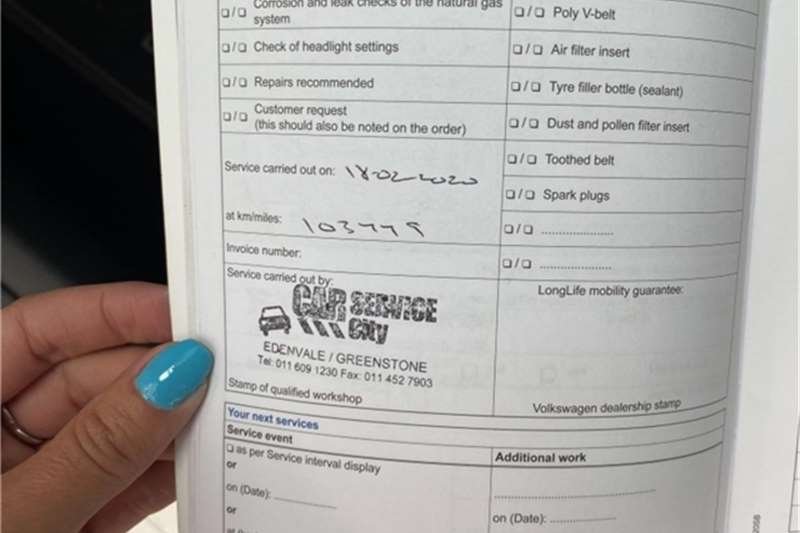 Corrosion and leak checks of the natural gas
❏ / ❏ system
❏ / ❏ Check of headlight settings
❏ / ❏ Repairs recommended
❏ / ❏ Customer request
(this should also be noted on the order)
Service carried out on: 18-02-2020
at km/miles:
Invoice number:
Service carried out by:
CAR SERVICE
City
EDENVALE / GREENSTONE
Tel: 011 609 1230 Fax: 011 452 7903
Stamp of qualified workshop
❏ / ❏ Poly V-belt
❏ / ❏ Air filter insert
❏ / ❏ Tyre filler bottle (sealant)
❏ / ❏ Dust and pollen filter insert
❏ / ❏ Toothed belt
❏ / ❏ Spark plugs
❏ / ❏ ....................
❏ / ❏ ....................
LongLife mobility guarantee:
Volkswagen dealership stamp
Your next services
Service event
❏ as per Service interval display
or
on (Date): ....................
or
Additional work
........................................
on (Date): ....................